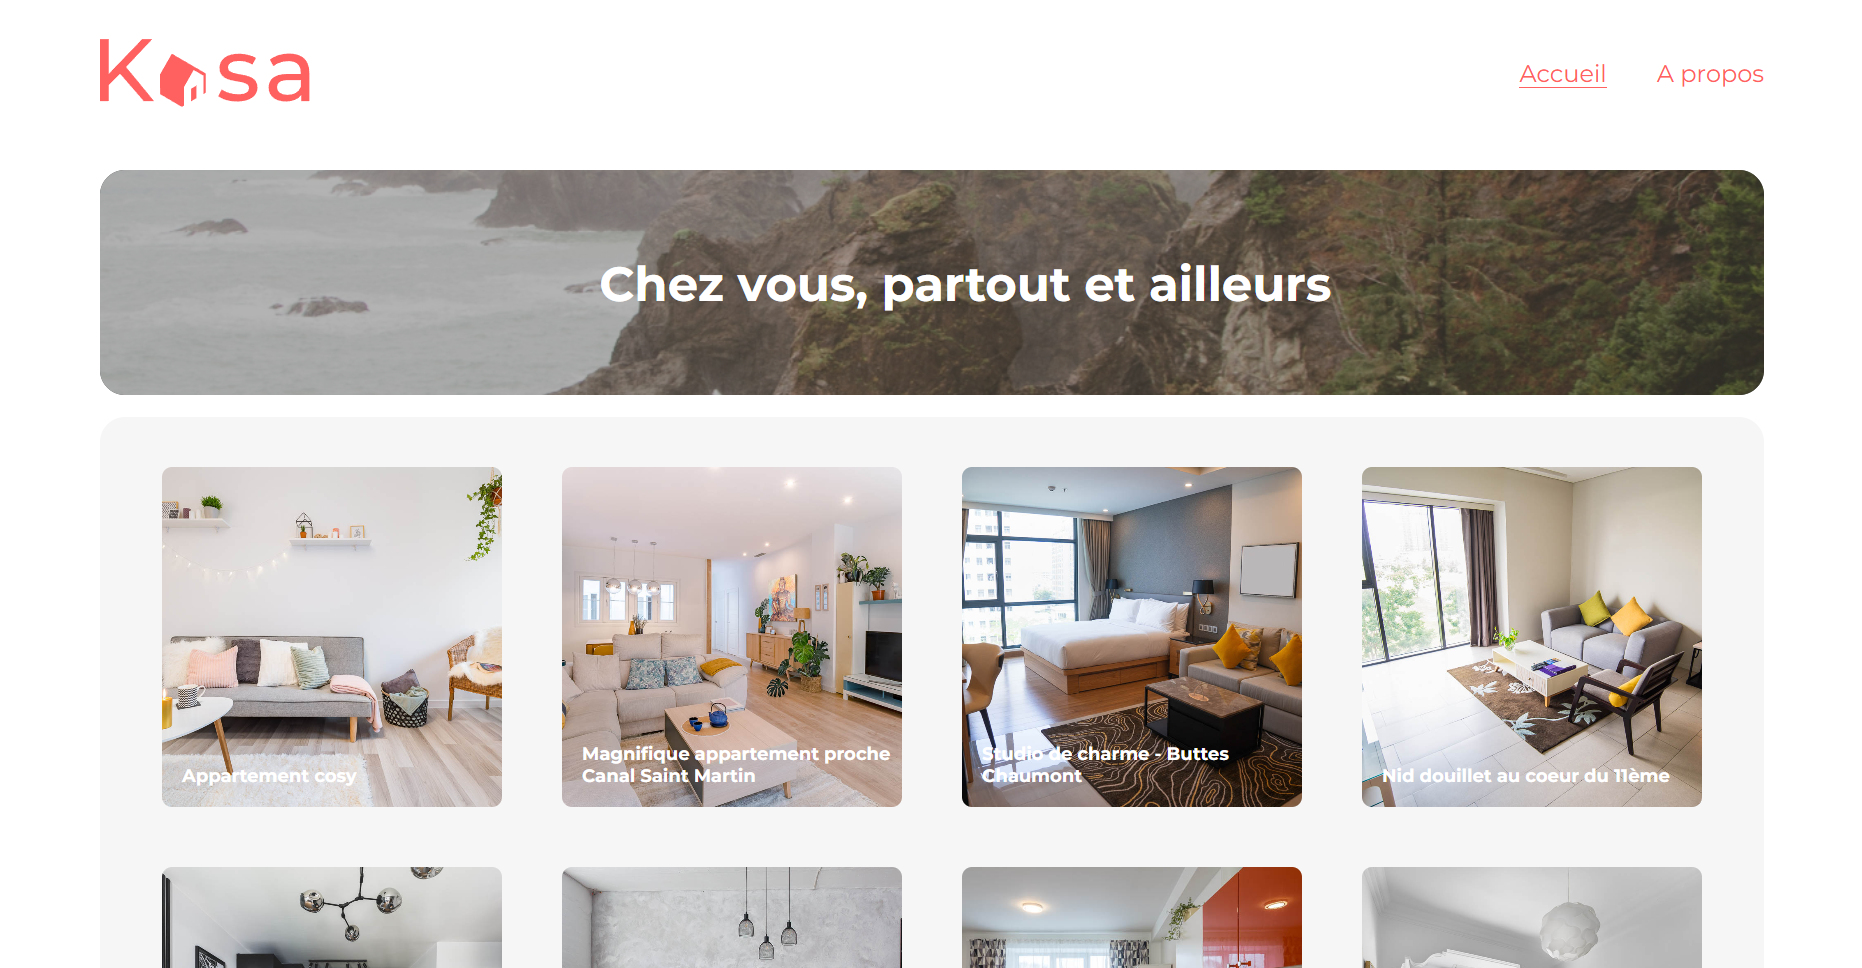 Kasa
Accueil
A propos
Chez vous, partout et ailleurs
Appartement cosy
Magnifique appartement proche
Canal Saint Martin
Studio de charme - Buttes
Chaumont
Nid douillet au coeur du 11ème